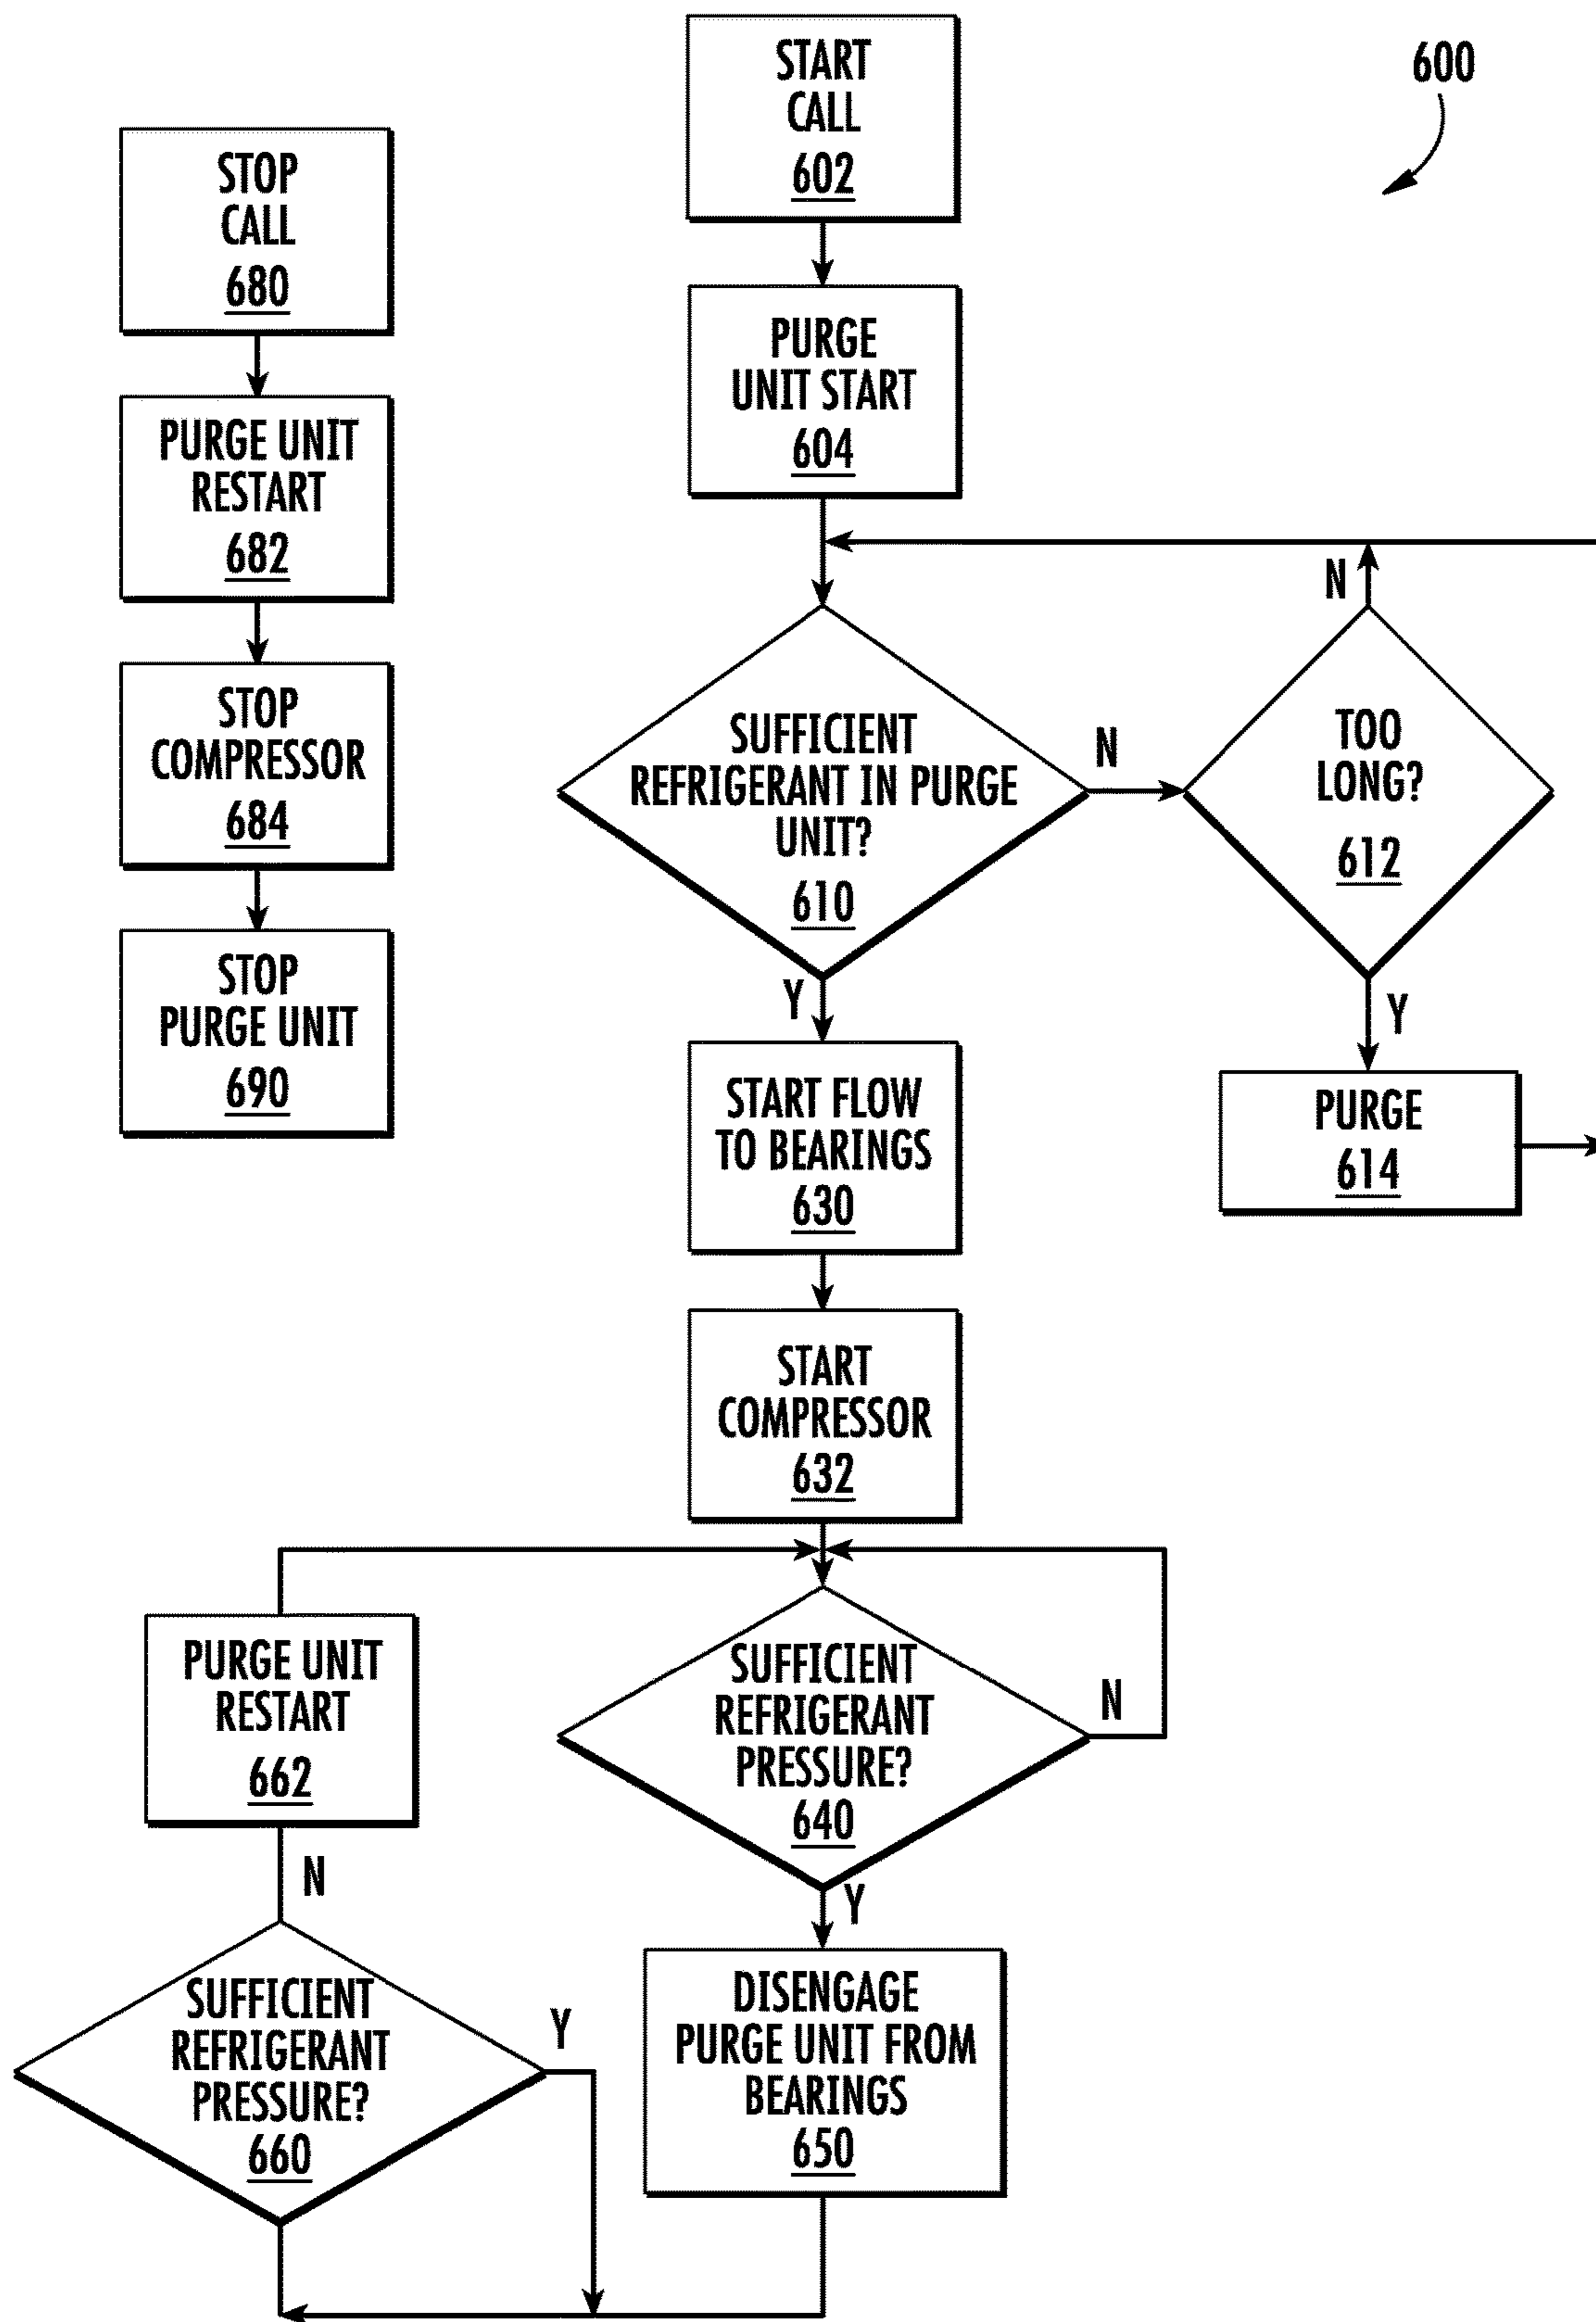 600
START
CALL
602
PURGE
UNIT START
604
SUFFICIENT
REFRIGERANT IN PURGE
UNIT?
610
N
Y
TOO
LONG?
612
N
Y
PURGE
614
START FLOW
TO BEARINGS
630
START
COMPRESSOR
632
SUFFICIENT
REFRIGERANT
PRESSURE?
640
N
Y
DISENGAGE
PURGE UNIT FROM
BEARINGS
650
SUFFICIENT
REFRIGERANT
PRESSURE?
660
Y
N
PURGE UNIT
RESTART
662
STOP
CALL
680
PURGE UNIT
RESTART
682
STOP
COMPRESSOR
684
STOP
PURGE UNIT
690